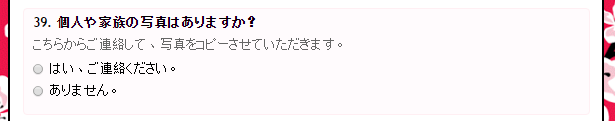 39. 個人や家族の写真はありますか？
こちらからご連絡して、写真をコピーさせていただきます。
はい、ご連絡ください。
ありません。